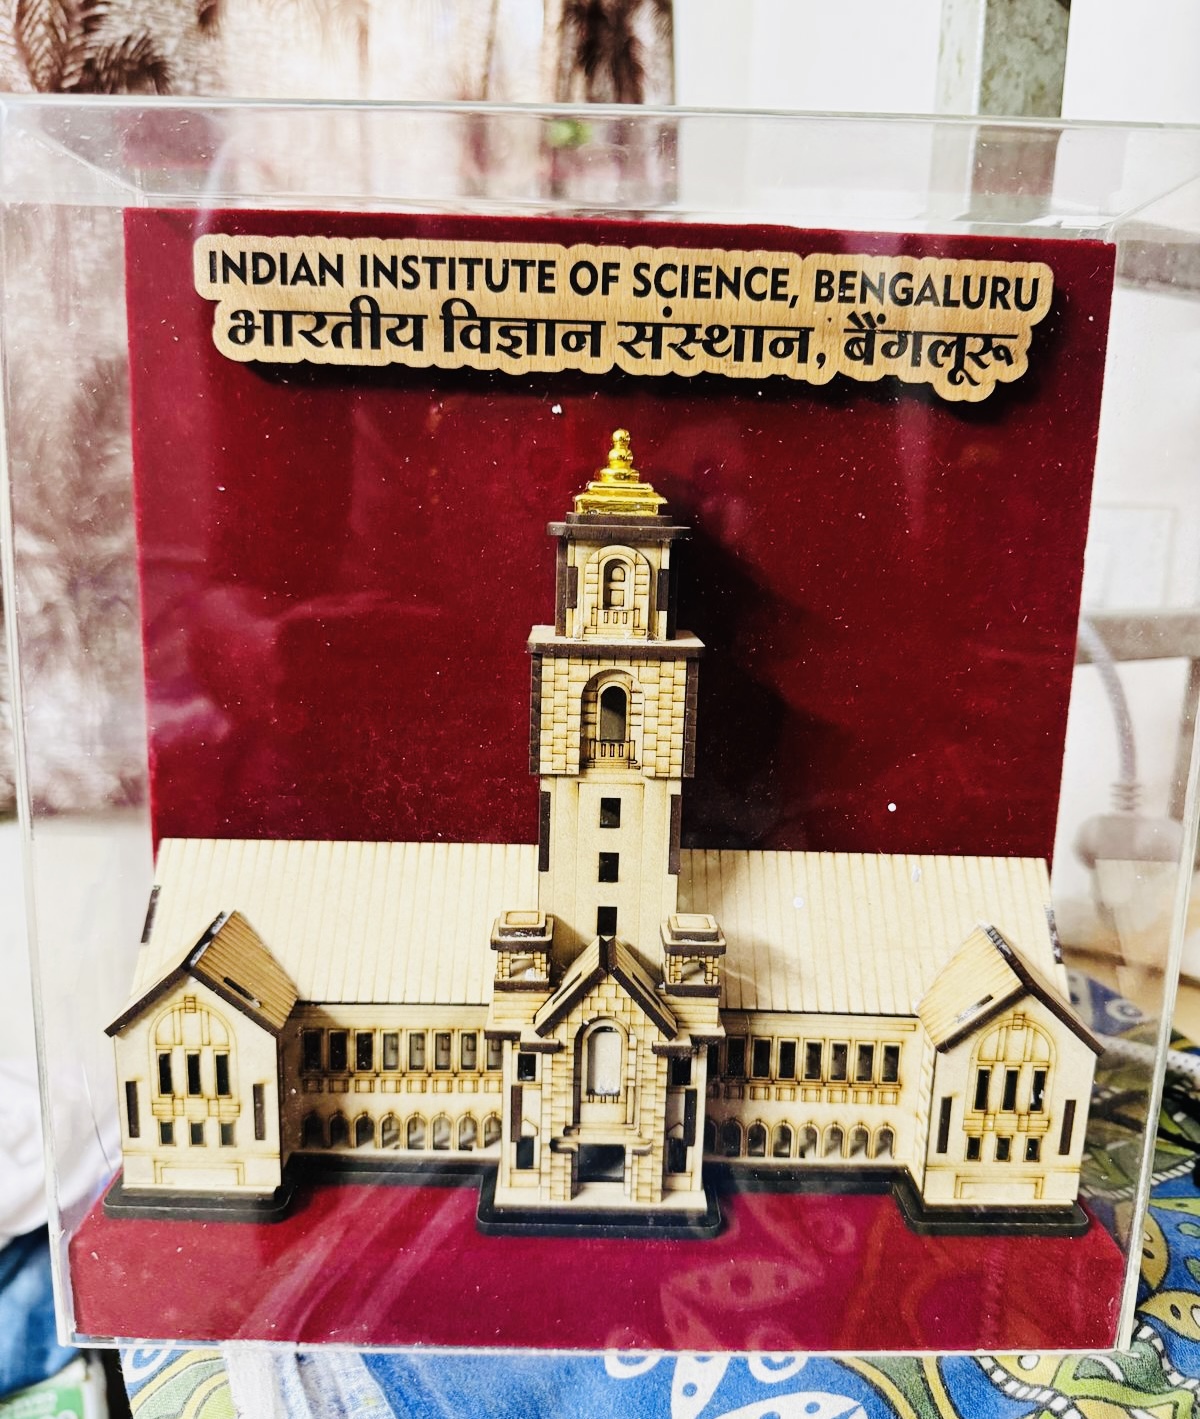 INDIAN INSTITUTE OF SCIENCE, BENGALURU
भारतीय विज्ञान संस्थान, बैंगलूरू